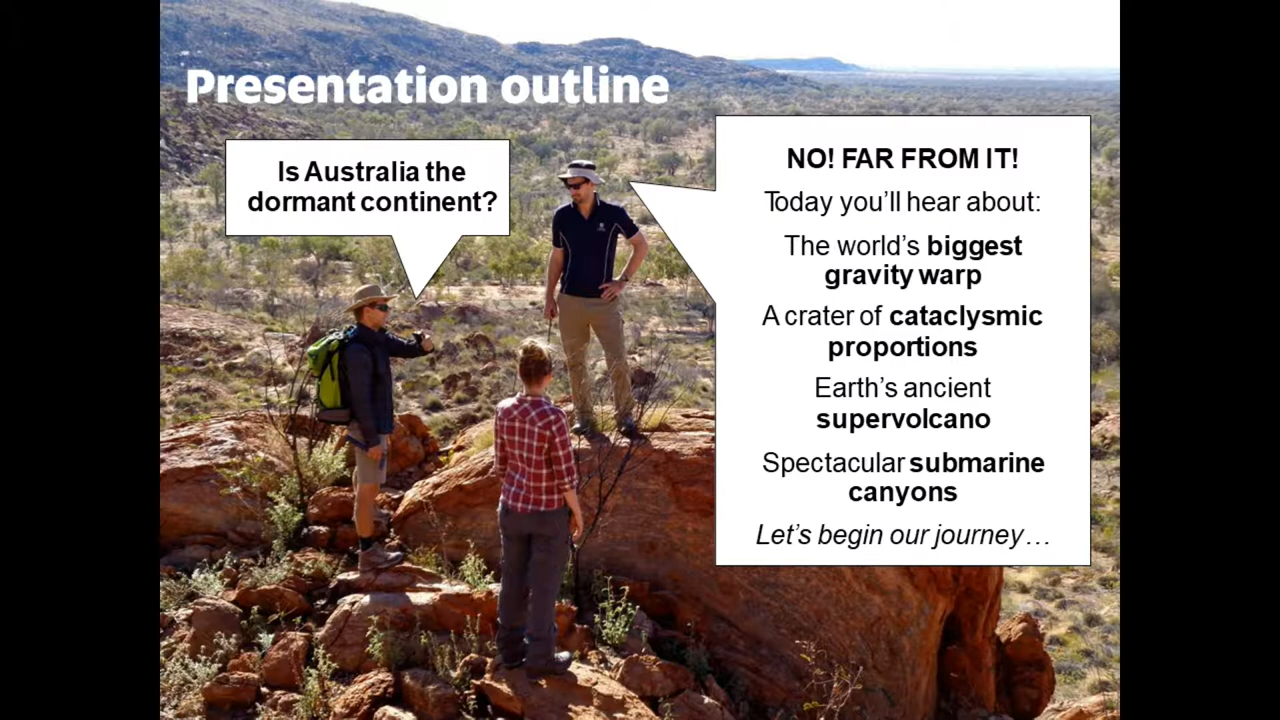 Presentation outline
Is Australia the
dormant continent?
NO! FAR FROM IT!
Today you'll hear about:
The world's biggest
gravity warp
A crater of cataclysmic
proportions
Earth's ancient
supervolcano
Spectacular submarine
canyons
Let's begin our journey…